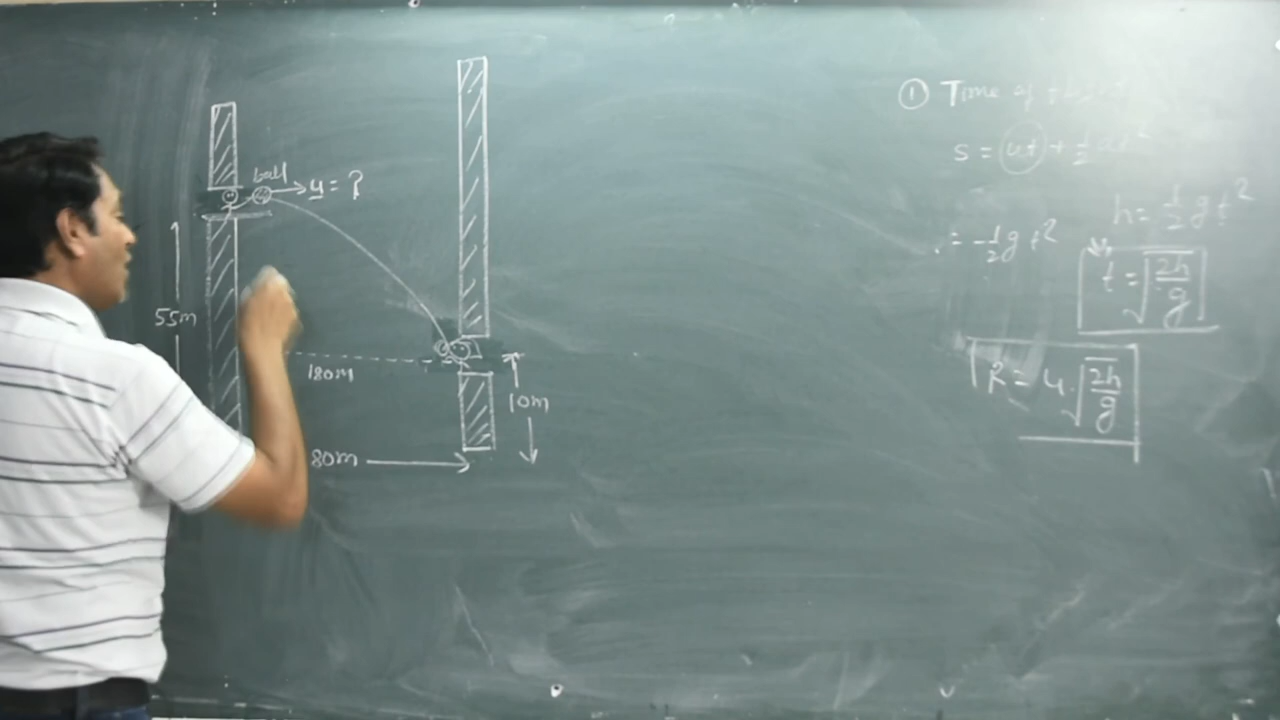 ball
u = ?
55m
180m
10m
80m
① Time of
s = ut + 1/2 at²
= -1/2 g t²
h = 1/2 g t²
t = √(2h/g)
R = u √(2h/g)